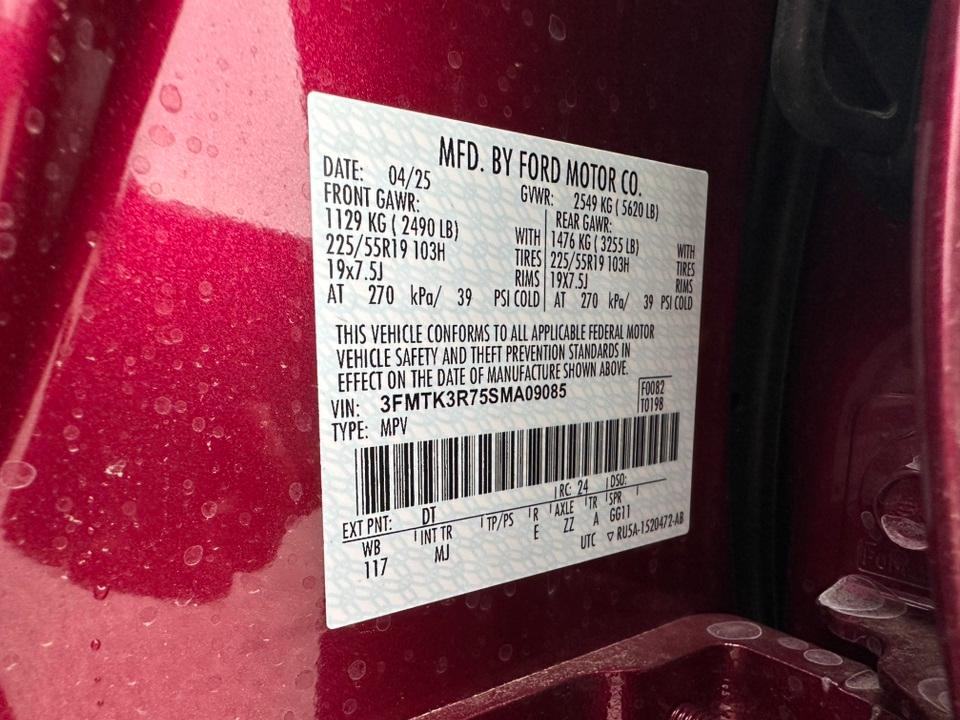 MFD. BY FORD MOTOR CO.
DATE: 04/25 GVWR: 2549 KG ( 5620 LB)
FRONT GAWR: REAR GAWR:
1129 KG ( 2490 LB) WITH 1476 KG ( 3255 LB) WITH
225/55R19 103H TIRES 225/55R19 103H TIRES
19x7.5J RIMS 19X7.5J RIMS
AT 270 kPa/ 39 PSI COLD AT 270 kPa/ 39 PSI COLD
THIS VEHICLE CONFORMS TO ALL APPLICABLE FEDERAL MOTOR
VEHICLE SAFETY AND THEFT PREVENTION STANDARDS IN
EFFECT ON THE DATE OF MANUFACTURE SHOWN ABOVE.
VIN: 3FMTK3R75SMA09085 F0082
TYPE: MPV T0198
EXT PNT: DT RC: 24 DSO:
WB INT TR TP/PS R AXLE TR SPR
117 MJ E ZZ A GG11
UTC ▽ RU5A-1520472-AB